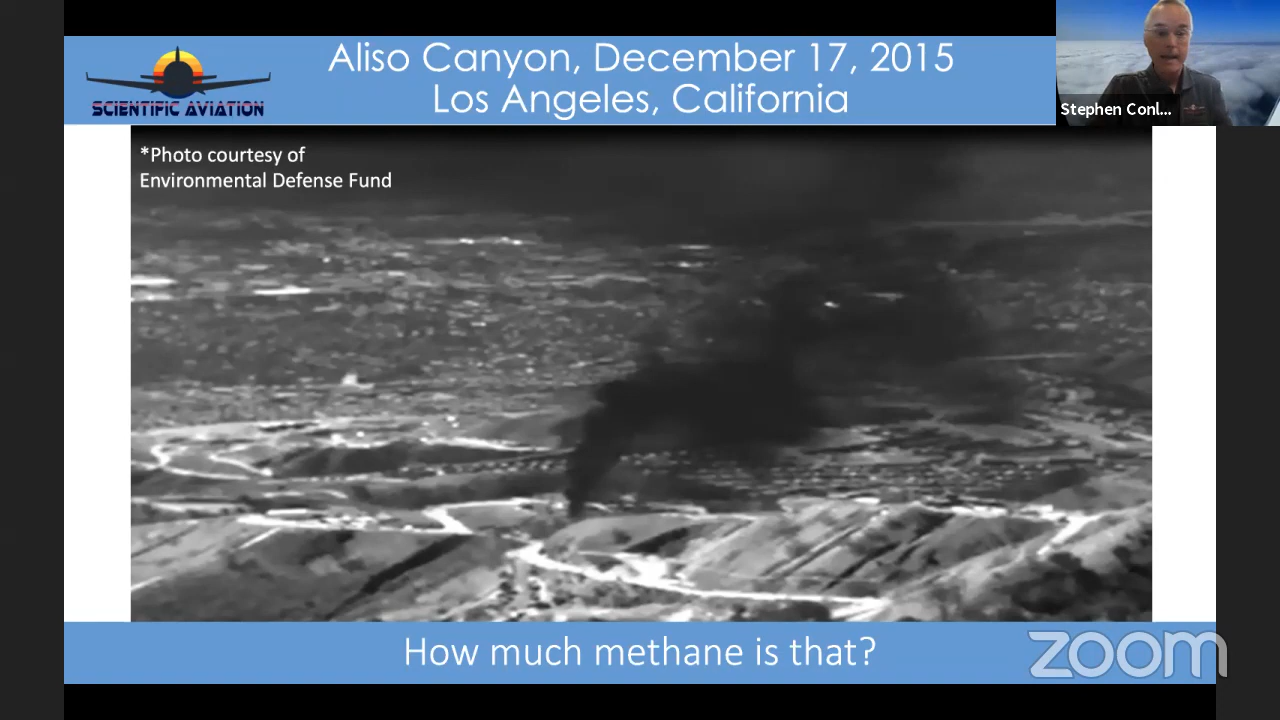 Aliso Canyon, December 17, 2015
Los Angeles, California
SCIENTIFIC AVIATION
Stephen Conl...
*Photo courtesy of
Environmental Defense Fund
How much methane is that?
zoom